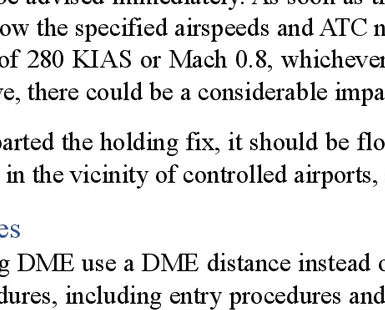 be advised immediately. As soon as t
ow the specified airspeeds and ATC n
of 280 KIAS or Mach 0.8, whichever
ve, there could be a considerable impa
parted the holding fix, it should be flo
in the vicinity of controlled airports,
es
g DME use a DME distance instead o
dures, including entry procedures and